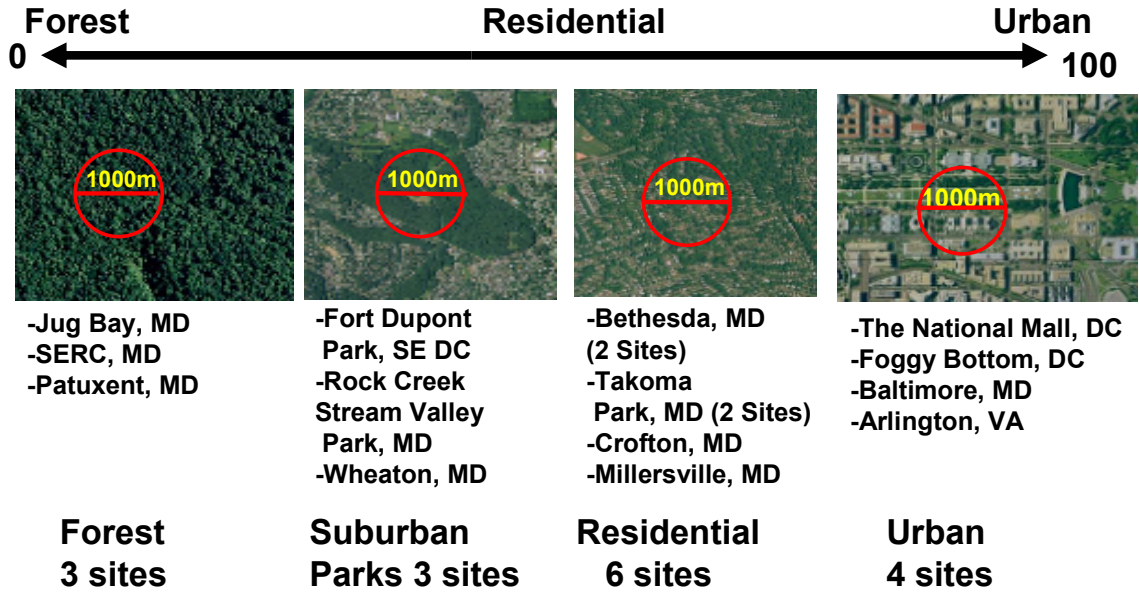 Forest Residential Urban
0 100
1000m 1000m 1000m 1000m
-Jug Bay, MD
-SERC, MD
-Patuxent, MD
-Fort Dupont
Park, SE DC
-Rock Creek
Stream Valley
Park, MD
-Wheaton, MD
-Bethesda, MD
(2 Sites)
-Takoma
Park, MD (2 Sites)
-Crofton, MD
-Millersville, MD
-The National Mall, DC
-Foggy Bottom, DC
-Baltimore, MD
-Arlington, VA
Forest
3 sites
Suburban
Parks 3 sites
Residential
6 sites
Urban
4 sites